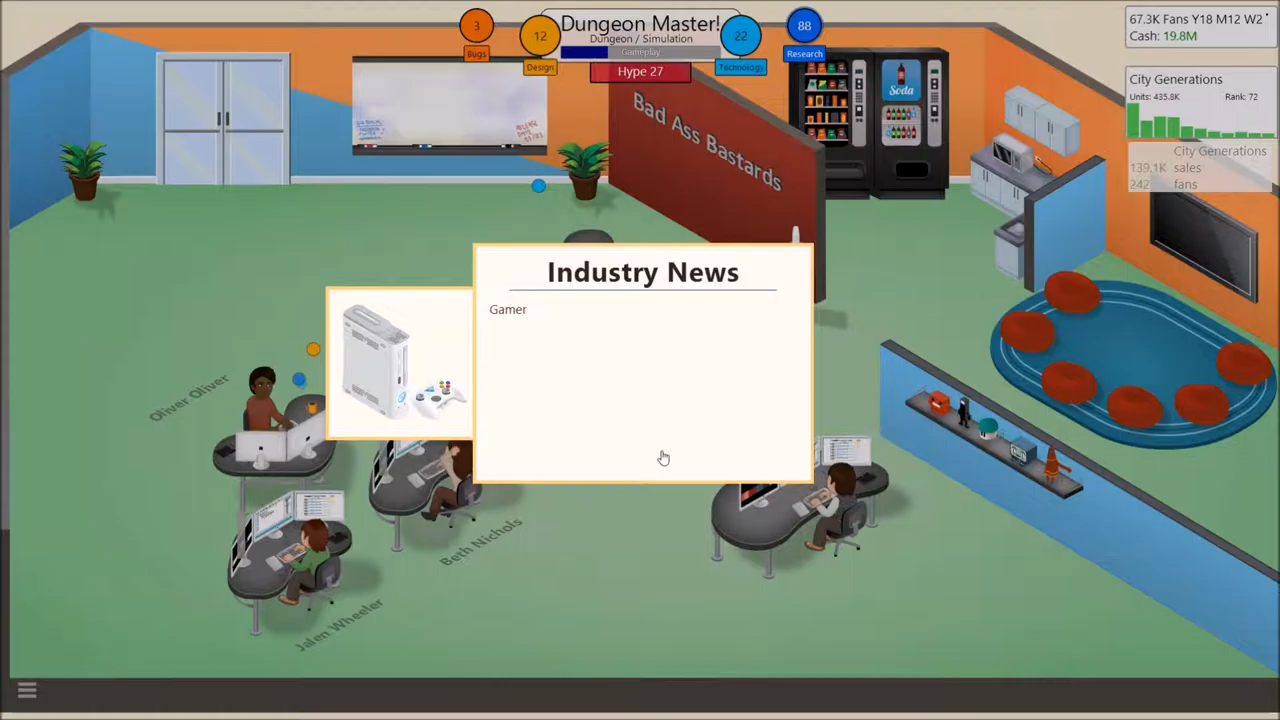 3
Bugs
12
Design
Dungeon Master!
Dungeon / Simulation
Gameplay
Hype 27
22
Technology
88
Research
67.3K Fans Y18 M12 W2
Cash: 19.8M
City Generations
Units: 435.8K Rank: 72
City Generations
139.1K sales
242 fans
Soda
Bad Ass Bastards
Industry News
Gamer
Oliver Oliver
Beth Nichols
Jalen Wheeler